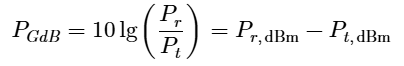 P_{GdB} = 10 lg(P_r / P_t) = P_{r, dBm} − P_{t, dBm}